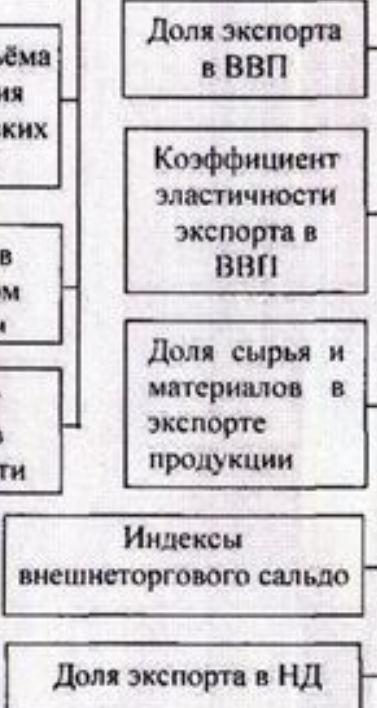 Доля экспорта
в ВВП
Коэффициент
эластичности
экспорта в
ВВП
Доля сырья и
материалов в
экспорте
продукции
Индексы
внешнеторгового сальдо
Доля экспорта в НД